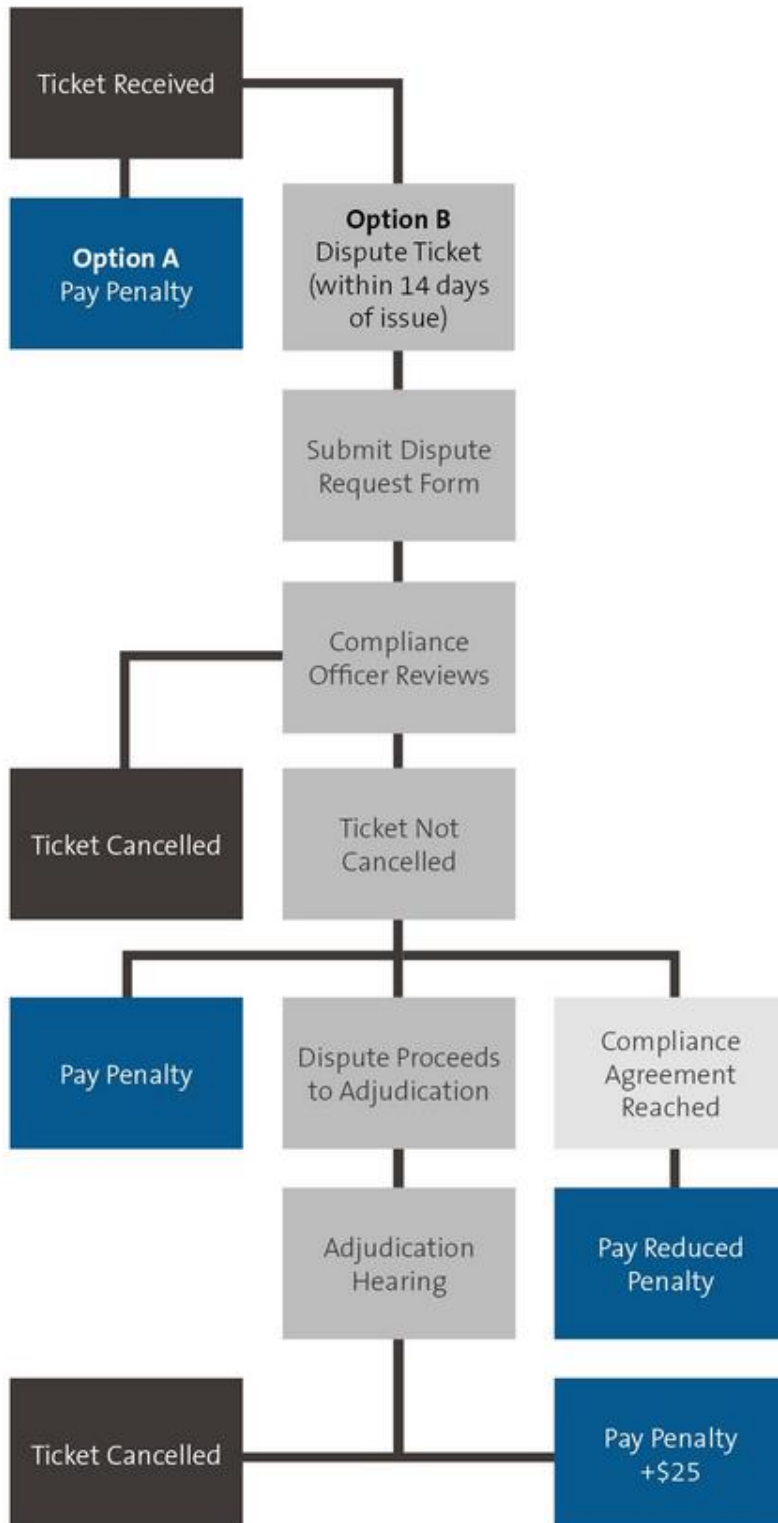 Ticket Received
Option A
Pay Penalty
Option B
Dispute Ticket
(within 14 days
of issue)
Submit Dispute
Request Form
Compliance
Officer Reviews
Ticket Cancelled
Ticket Not
Cancelled
Pay Penalty
Dispute Proceeds
to Adjudication
Compliance
Agreement
Reached
Adjudication
Hearing
Pay Reduced
Penalty
Ticket Cancelled
Pay Penalty
+$25